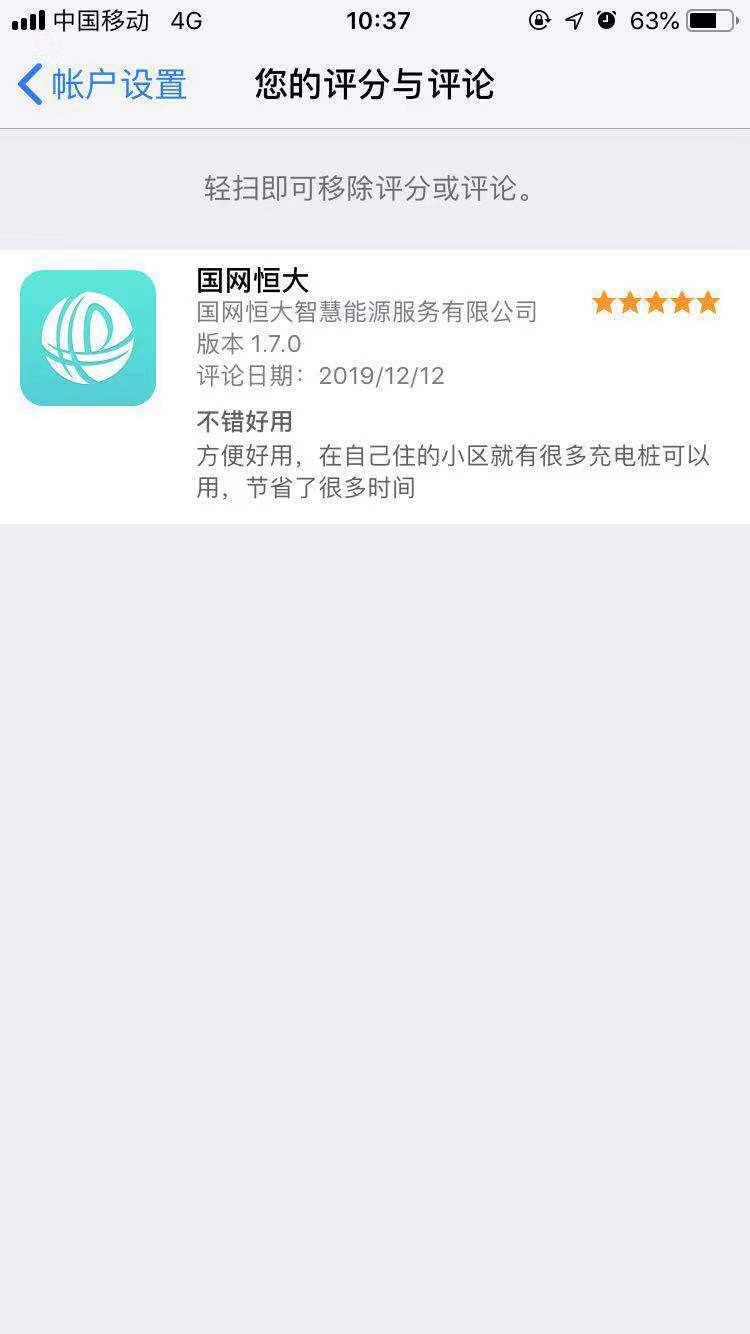 中国移动 4G 10:37 63%
帐户设置 您的评分与评论
轻扫即可移除评分或评论。
国网恒大
国网恒大智慧能源服务有限公司
版本 1.7.0
评论日期：2019/12/12
不错好用
方便好用，在自己住的小区就有很多充电桩可以
用，节省了很多时间